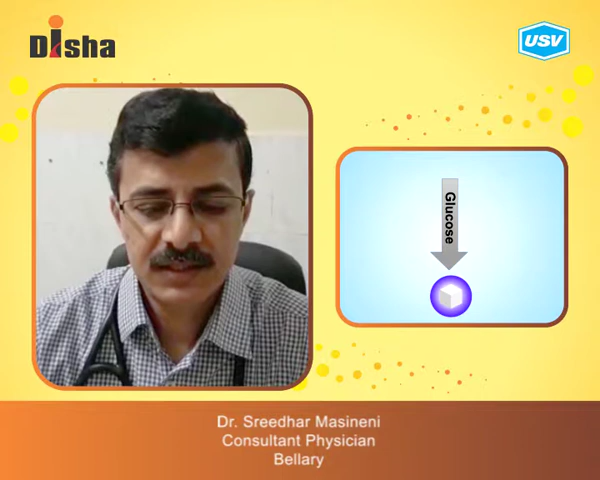 Disha
USV
Glucose
Dr. Sreedhar Masineni
Consultant Physician
Bellary